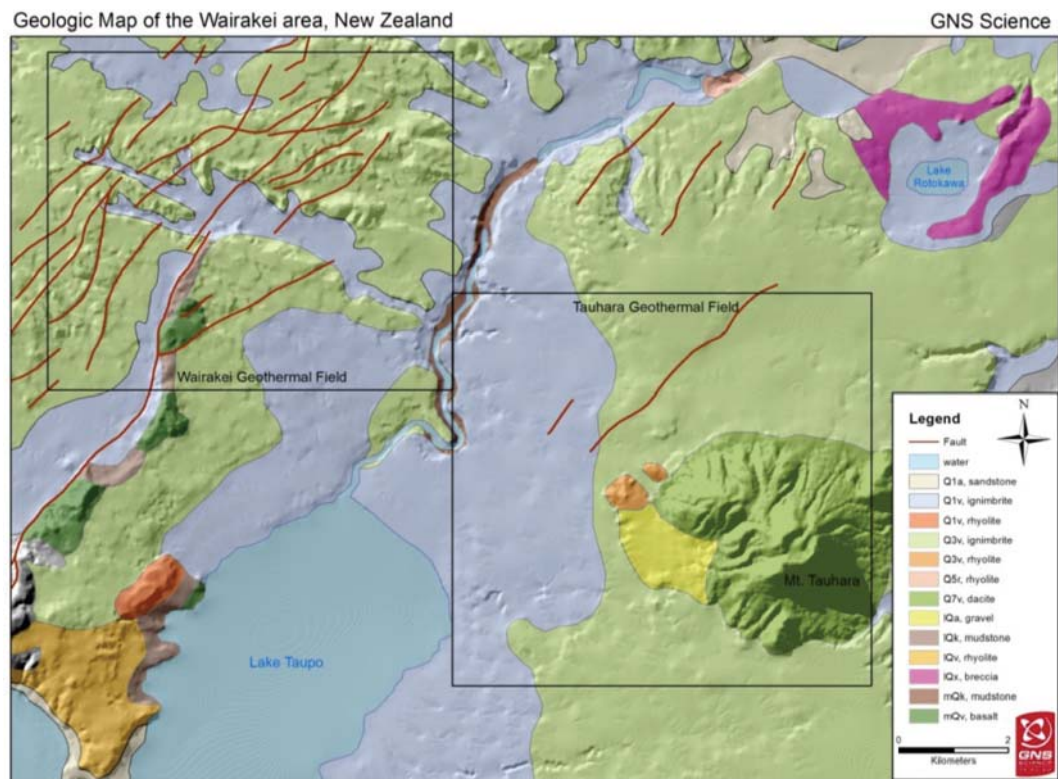 Geologic Map of the Wairakei area, New Zealand
GNS Science
Lake
Rotokawa
Tauhara Geothermal Field
Wairakei Geothermal Field
Mt. Tauhara
Lake Taupo
Legend
N
Fault
water
Q1a, sandstone
Q1v, ignimbrite
Q1v, rhyolite
Q3v, ignimbrite
Q3v, rhyolite
Q5r, rhyolite
Q7v, dacite
lQa, gravel
lQk, mudstone
lQv, rhyolite
lQx, breccia
mQk, mudstone
mQv, basalt
0 2
Kilometers
GNS
SCIENCE